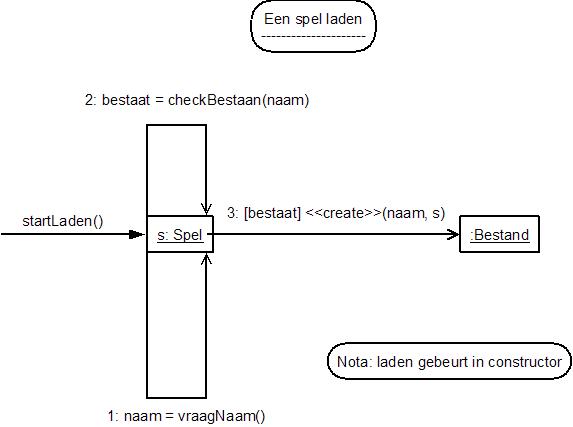 Een spel laden
2: bestaat = checkBestaan(naam)
startLaden()
3: [bestaat] <<create>>(naam, s)
s: Spel
:Bestand
Nota: laden gebeurt in constructor
1: naam = vraagNaam()